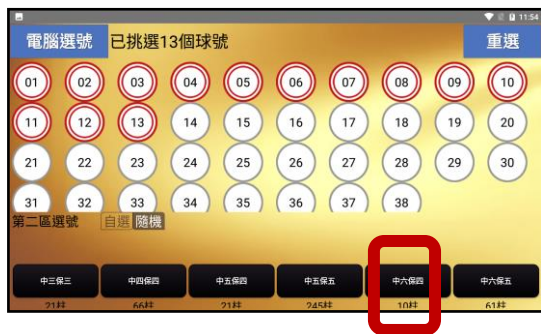 11:54
電腦選號 已挑選13個球號 重選
01 02 03 04 05 06 07 08 09 10
11 12 13 14 15 16 17 18 19 20
21 22 23 24 25 26 27 28 29 30
31 32 33 34 35 36 37 38
第二區選號 自選 隨機
中三保三 中四保四 中五保四 中五保五 中六保四 中六保五
21柱 66柱 21柱 245柱 10柱 61柱